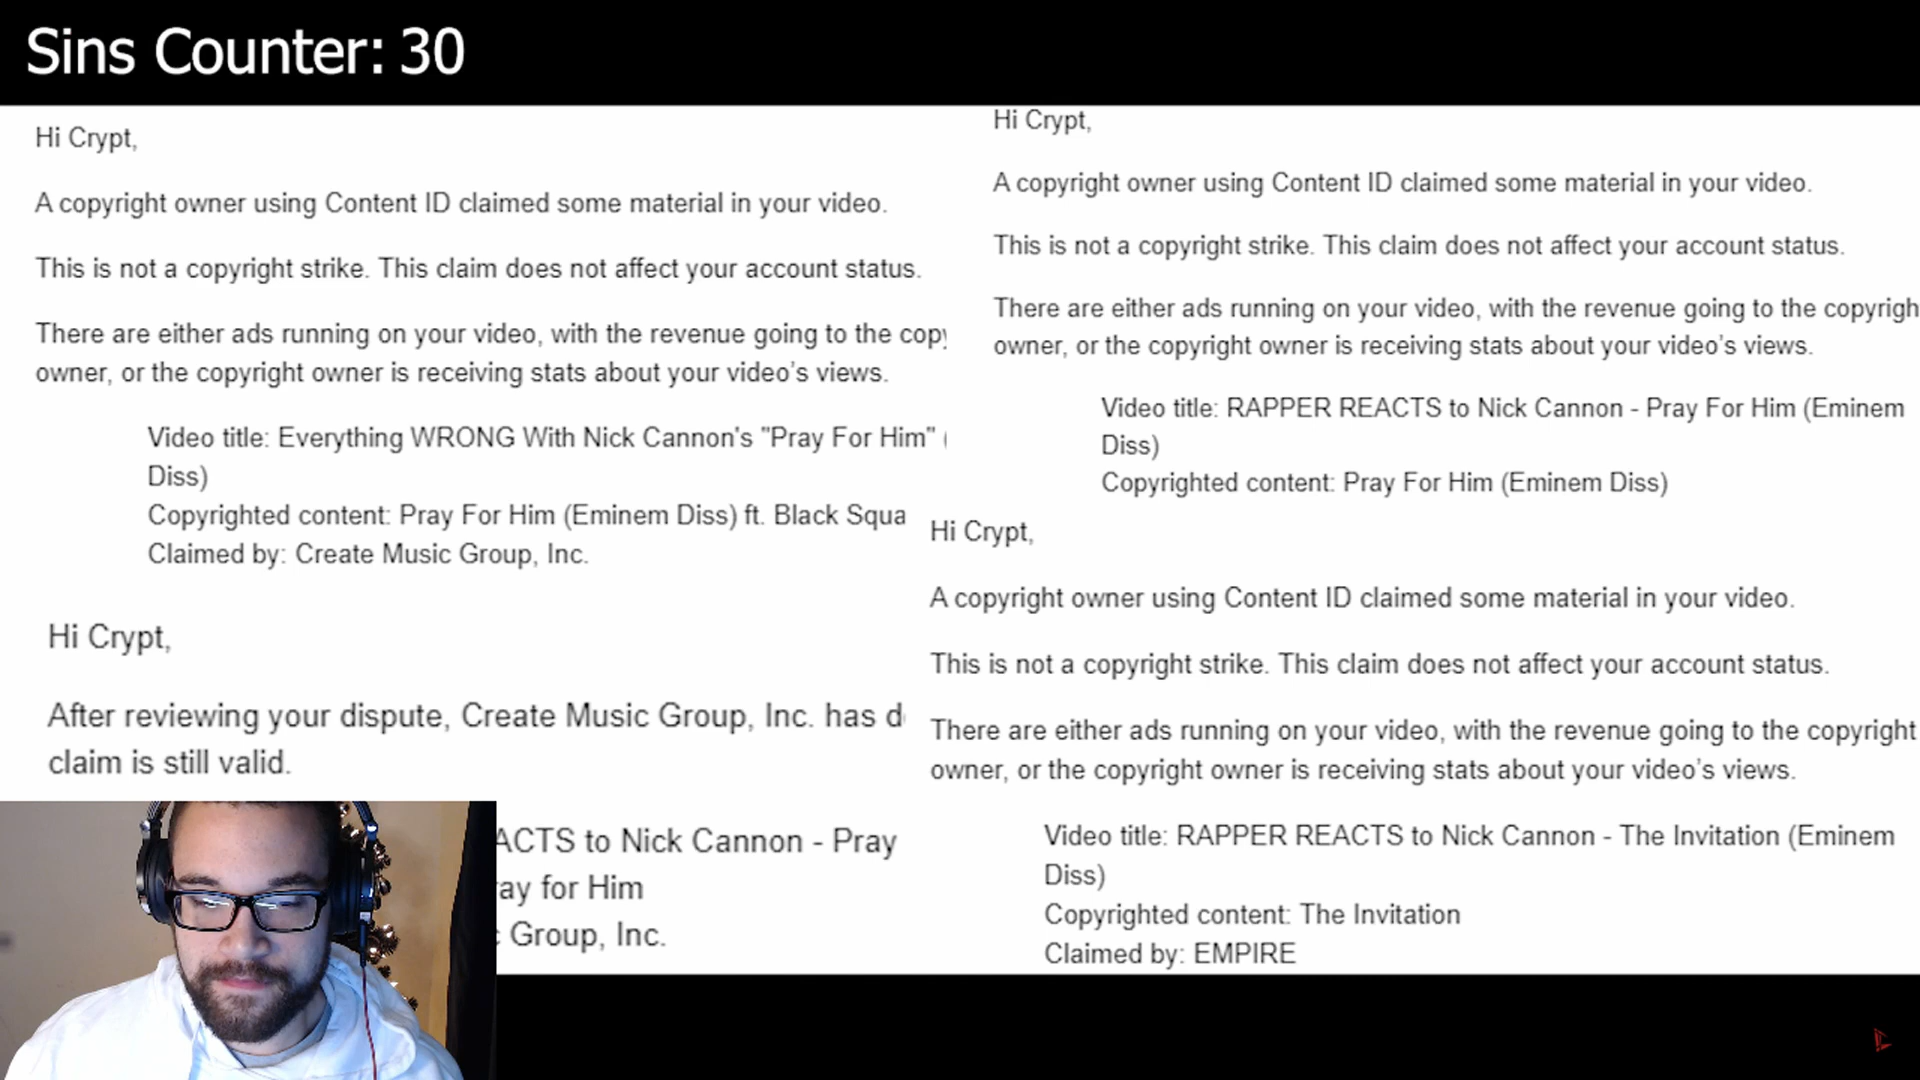 Sins Counter: 30
Hi Crypt,
A copyright owner using Content ID claimed some material in your video.
This is not a copyright strike. This claim does not affect your account status.
There are either ads running on your video, with the revenue going to the
owner, or the copyright owner is receiving stats about your video's views.
Video title: Everything WRONG With Nick Cannon's "Pray For Him" (
Diss)
Copyrighted content: Pray For Him (Eminem Diss) ft. Black Squa
Claimed by: Create Music Group, Inc.
Hi Crypt,
After reviewing your dispute, Create Music Group, Inc. has
claim is still valid.
ACTS to Nick Cannon - Pray
ay for Him
Group, Inc.
Hi Crypt,
A copyright owner using Content ID claimed some material in your video.
This is not a copyright strike. This claim does not affect your account status.
There are either ads running on your video, with the revenue going to the copyrigh
owner, or the copyright owner is receiving stats about your video's views.
Video title: RAPPER REACTS to Nick Cannon - Pray For Him (Eminem
Diss)
Copyrighted content: Pray For Him (Eminem Diss)
Hi Crypt,
A copyright owner using Content ID claimed some material in your video.
This is not a copyright strike. This claim does not affect your account status.
There are either ads running on your video, with the revenue going to the copyright
owner, or the copyright owner is receiving stats about your video's views.
Video title: RAPPER REACTS to Nick Cannon - The Invitation (Eminem
Diss)
Copyrighted content: The Invitation
Claimed by: EMPIRE